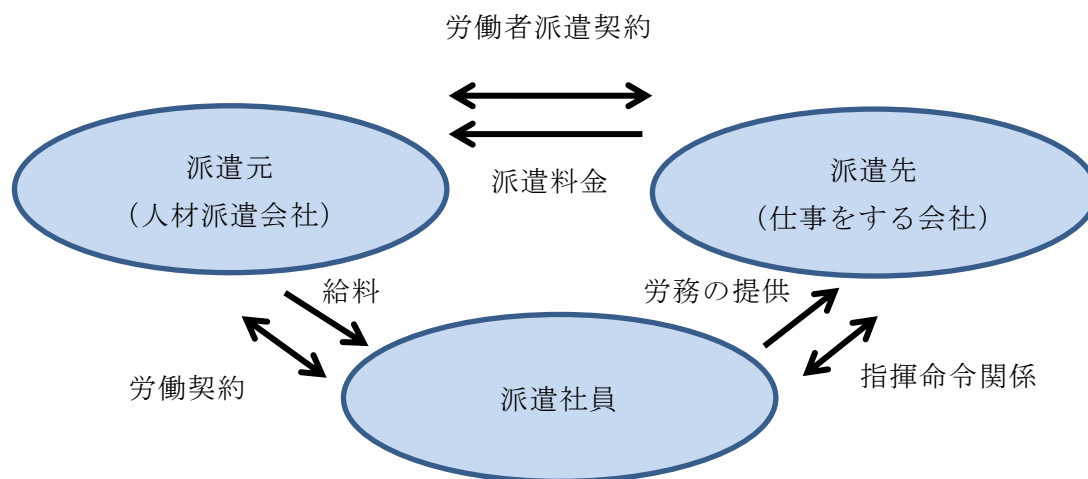 労働者派遣契約
派遣元
（人材派遣会社）
派遣料金
派遣先
（仕事をする会社）
給料
労務の提供
労働契約
派遣社員
指揮命令関係